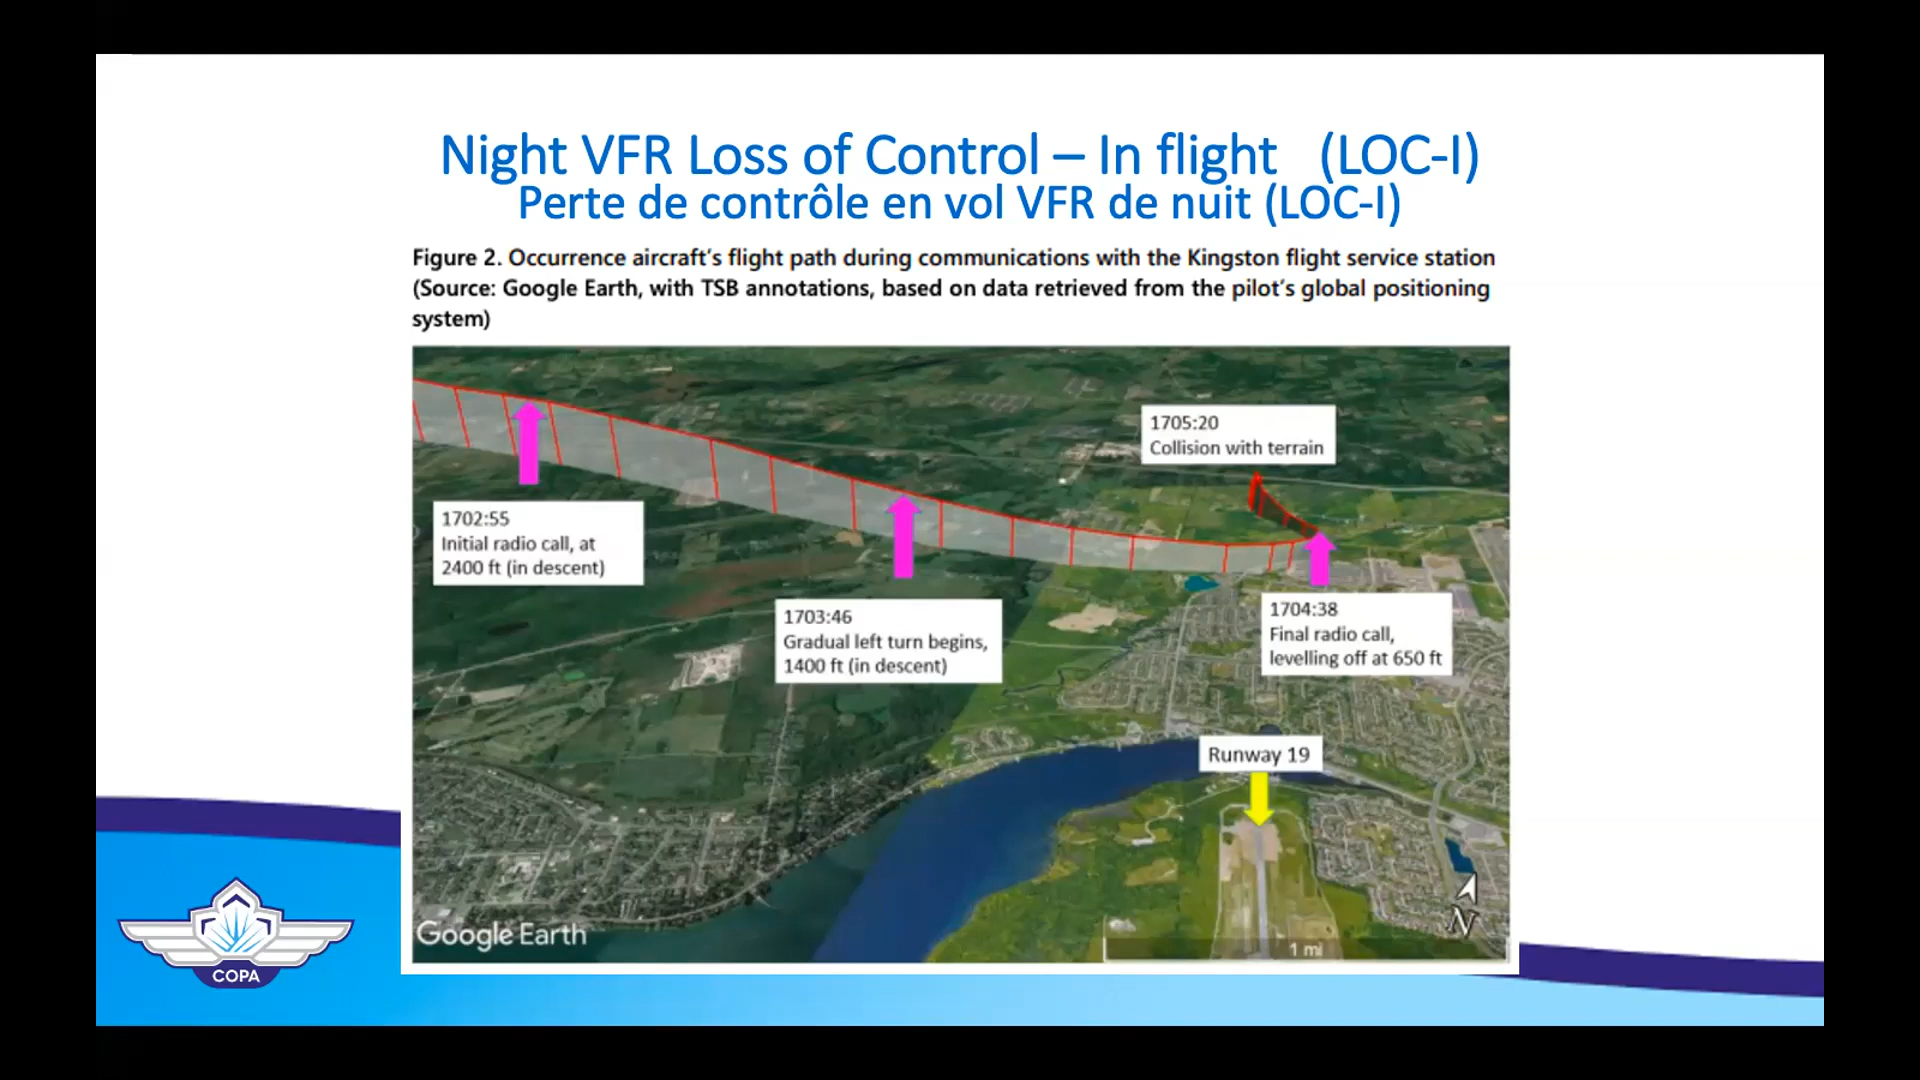 Night VFR Loss of Control – In flight (LOC-I)
Perte de contrôle en vol VFR de nuit (LOC-I)
Figure 2. Occurrence aircraft's flight path during communications with the Kingston flight service station
(Source: Google Earth, with TSB annotations, based on data retrieved from the pilot's global positioning
system)
1705:20
Collision with terrain
1702:55
Initial radio call, at
2400 ft (in descent)
1703:46
Gradual left turn begins,
1400 ft (in descent)
1704:38
Final radio call,
levelling off at 650 ft
Runway 19
N
1 mi
Google Earth
COPA